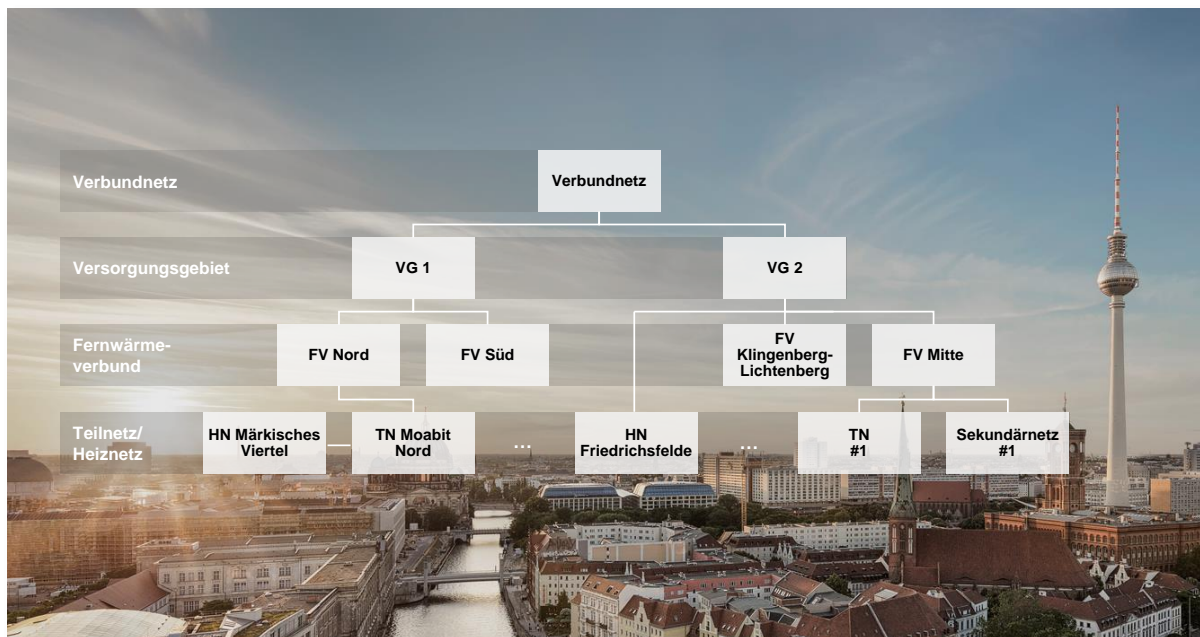 Verbundnetz
Verbundnetz
Versorgungsgebiet
VG 1
VG 2
Fernwärme-
verbund
FV Nord
FV Süd
FV
Klingenberg-
Lichtenberg
FV Mitte
Teilnetz/
Heiznetz
HN Märkisches
Viertel
TN Moabit
Nord
...
HN
Friedrichsfelde
...
TN
#1
Sekundärnetz
#1